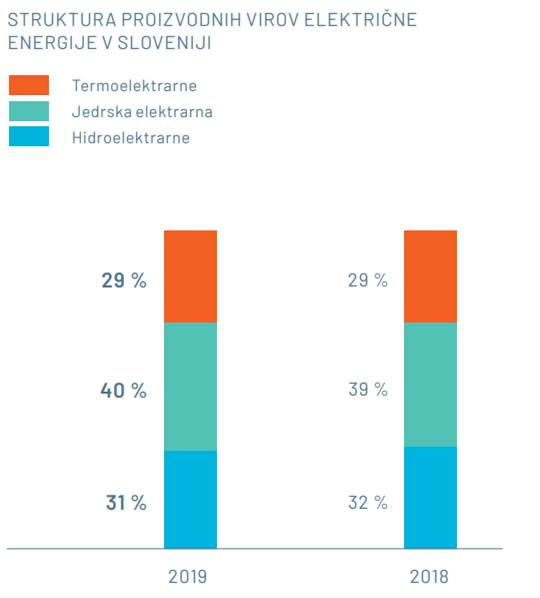 STRUKTURA PROIZVODNIH VIROV ELEKTRIČNE
ENERGIJE V SLOVENIJI
Termoelektrarne
Jedrska elektrarna
Hidroelektrarne
29 %
29 %
40 %
39 %
31 %
32 %
2019
2018